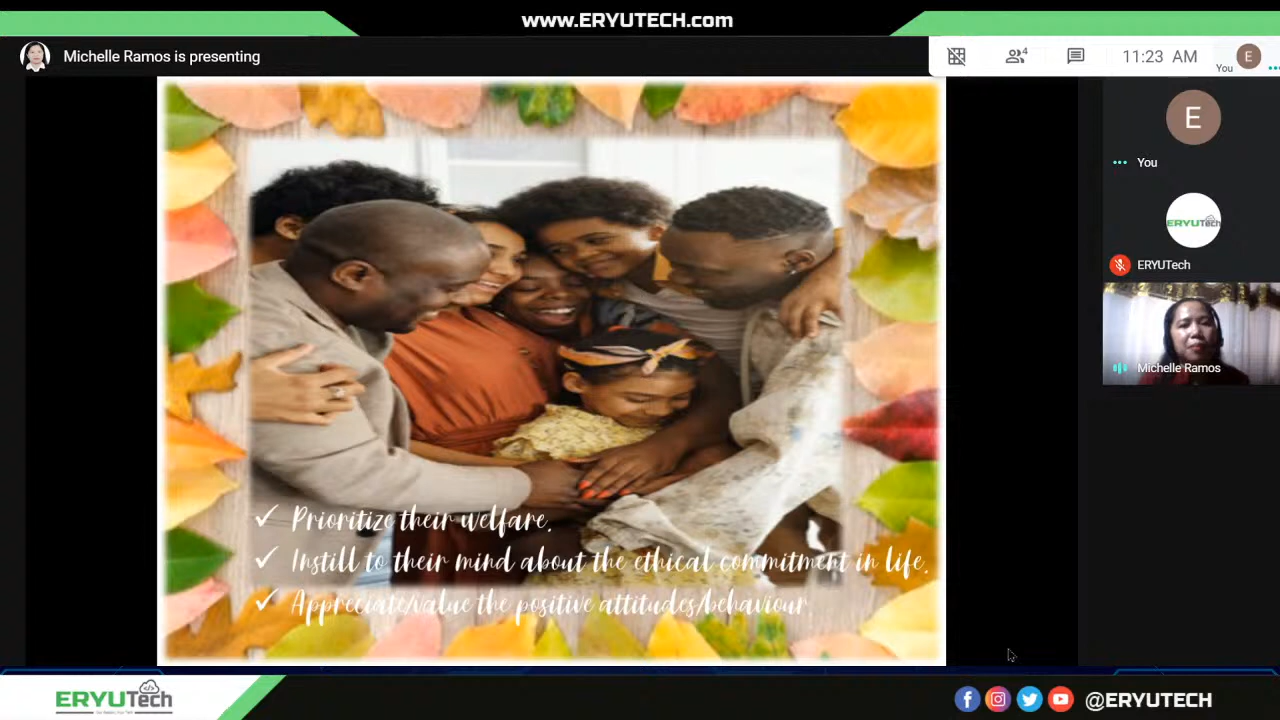 www.ERYUTECH.com
Michelle Ramos is presenting
4
11:23 AM
You
E
E
You
ERYUTech
ERYUTech
Michelle Ramos
✓ Prioritize their welfare.
✓ Instill to their mind about the ethical commitment in life.
✓ Appreciate/value the positive attitudes/behaviour.
ERYUTech
@ERYUTECH